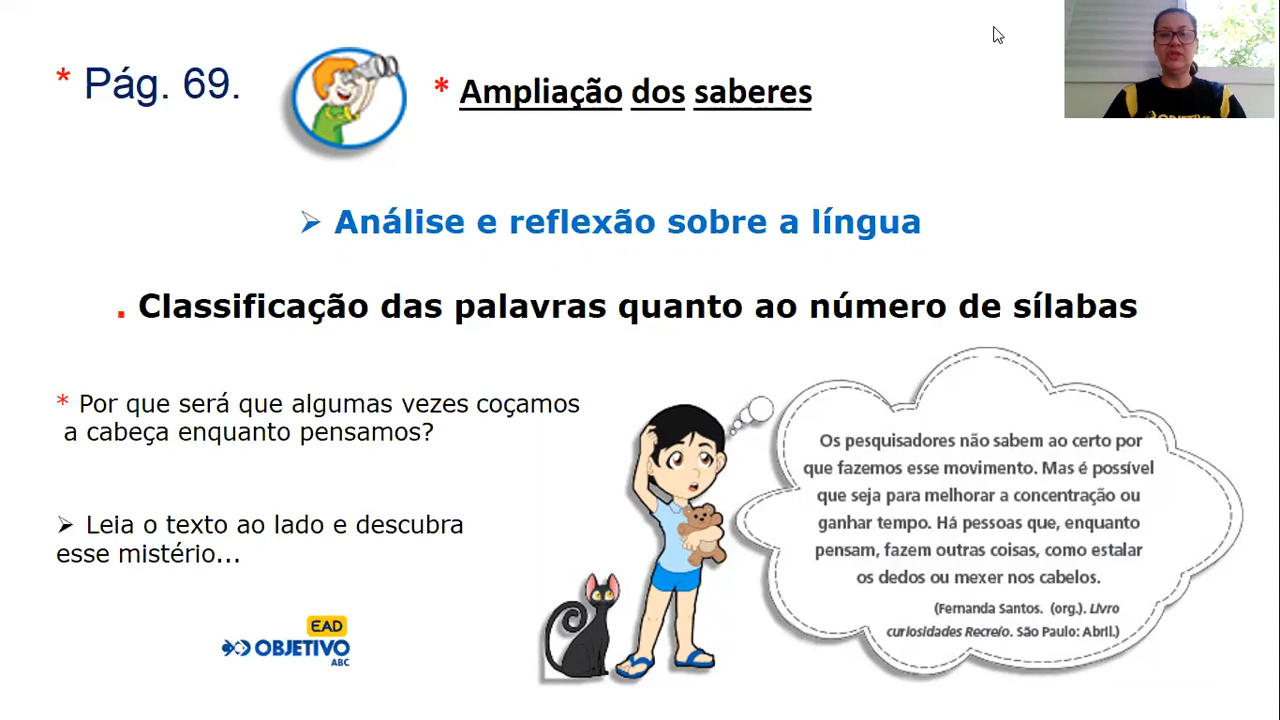 * Pág. 69.
* Ampliação dos saberes
➢ Análise e reflexão sobre a língua
. Classificação das palavras quanto ao número de sílabas
* Por que será que algumas vezes coçamos
a cabeça enquanto pensamos?
➢ Leia o texto ao lado e descubra
esse mistério...
Os pesquisadores não sabem ao certo por
que fazemos esse movimento. Mas é possível
que seja para melhorar a concentração ou
ganhar tempo. Há pessoas que, enquanto
pensam, fazem outras coisas, como estalar
os dedos ou mexer nos cabelos.
(Fernanda Santos. (org.). Livro
curiosidades Recreio. São Paulo: Abril.)
EAD
OBJETIVO
ABC
OBJETIVO